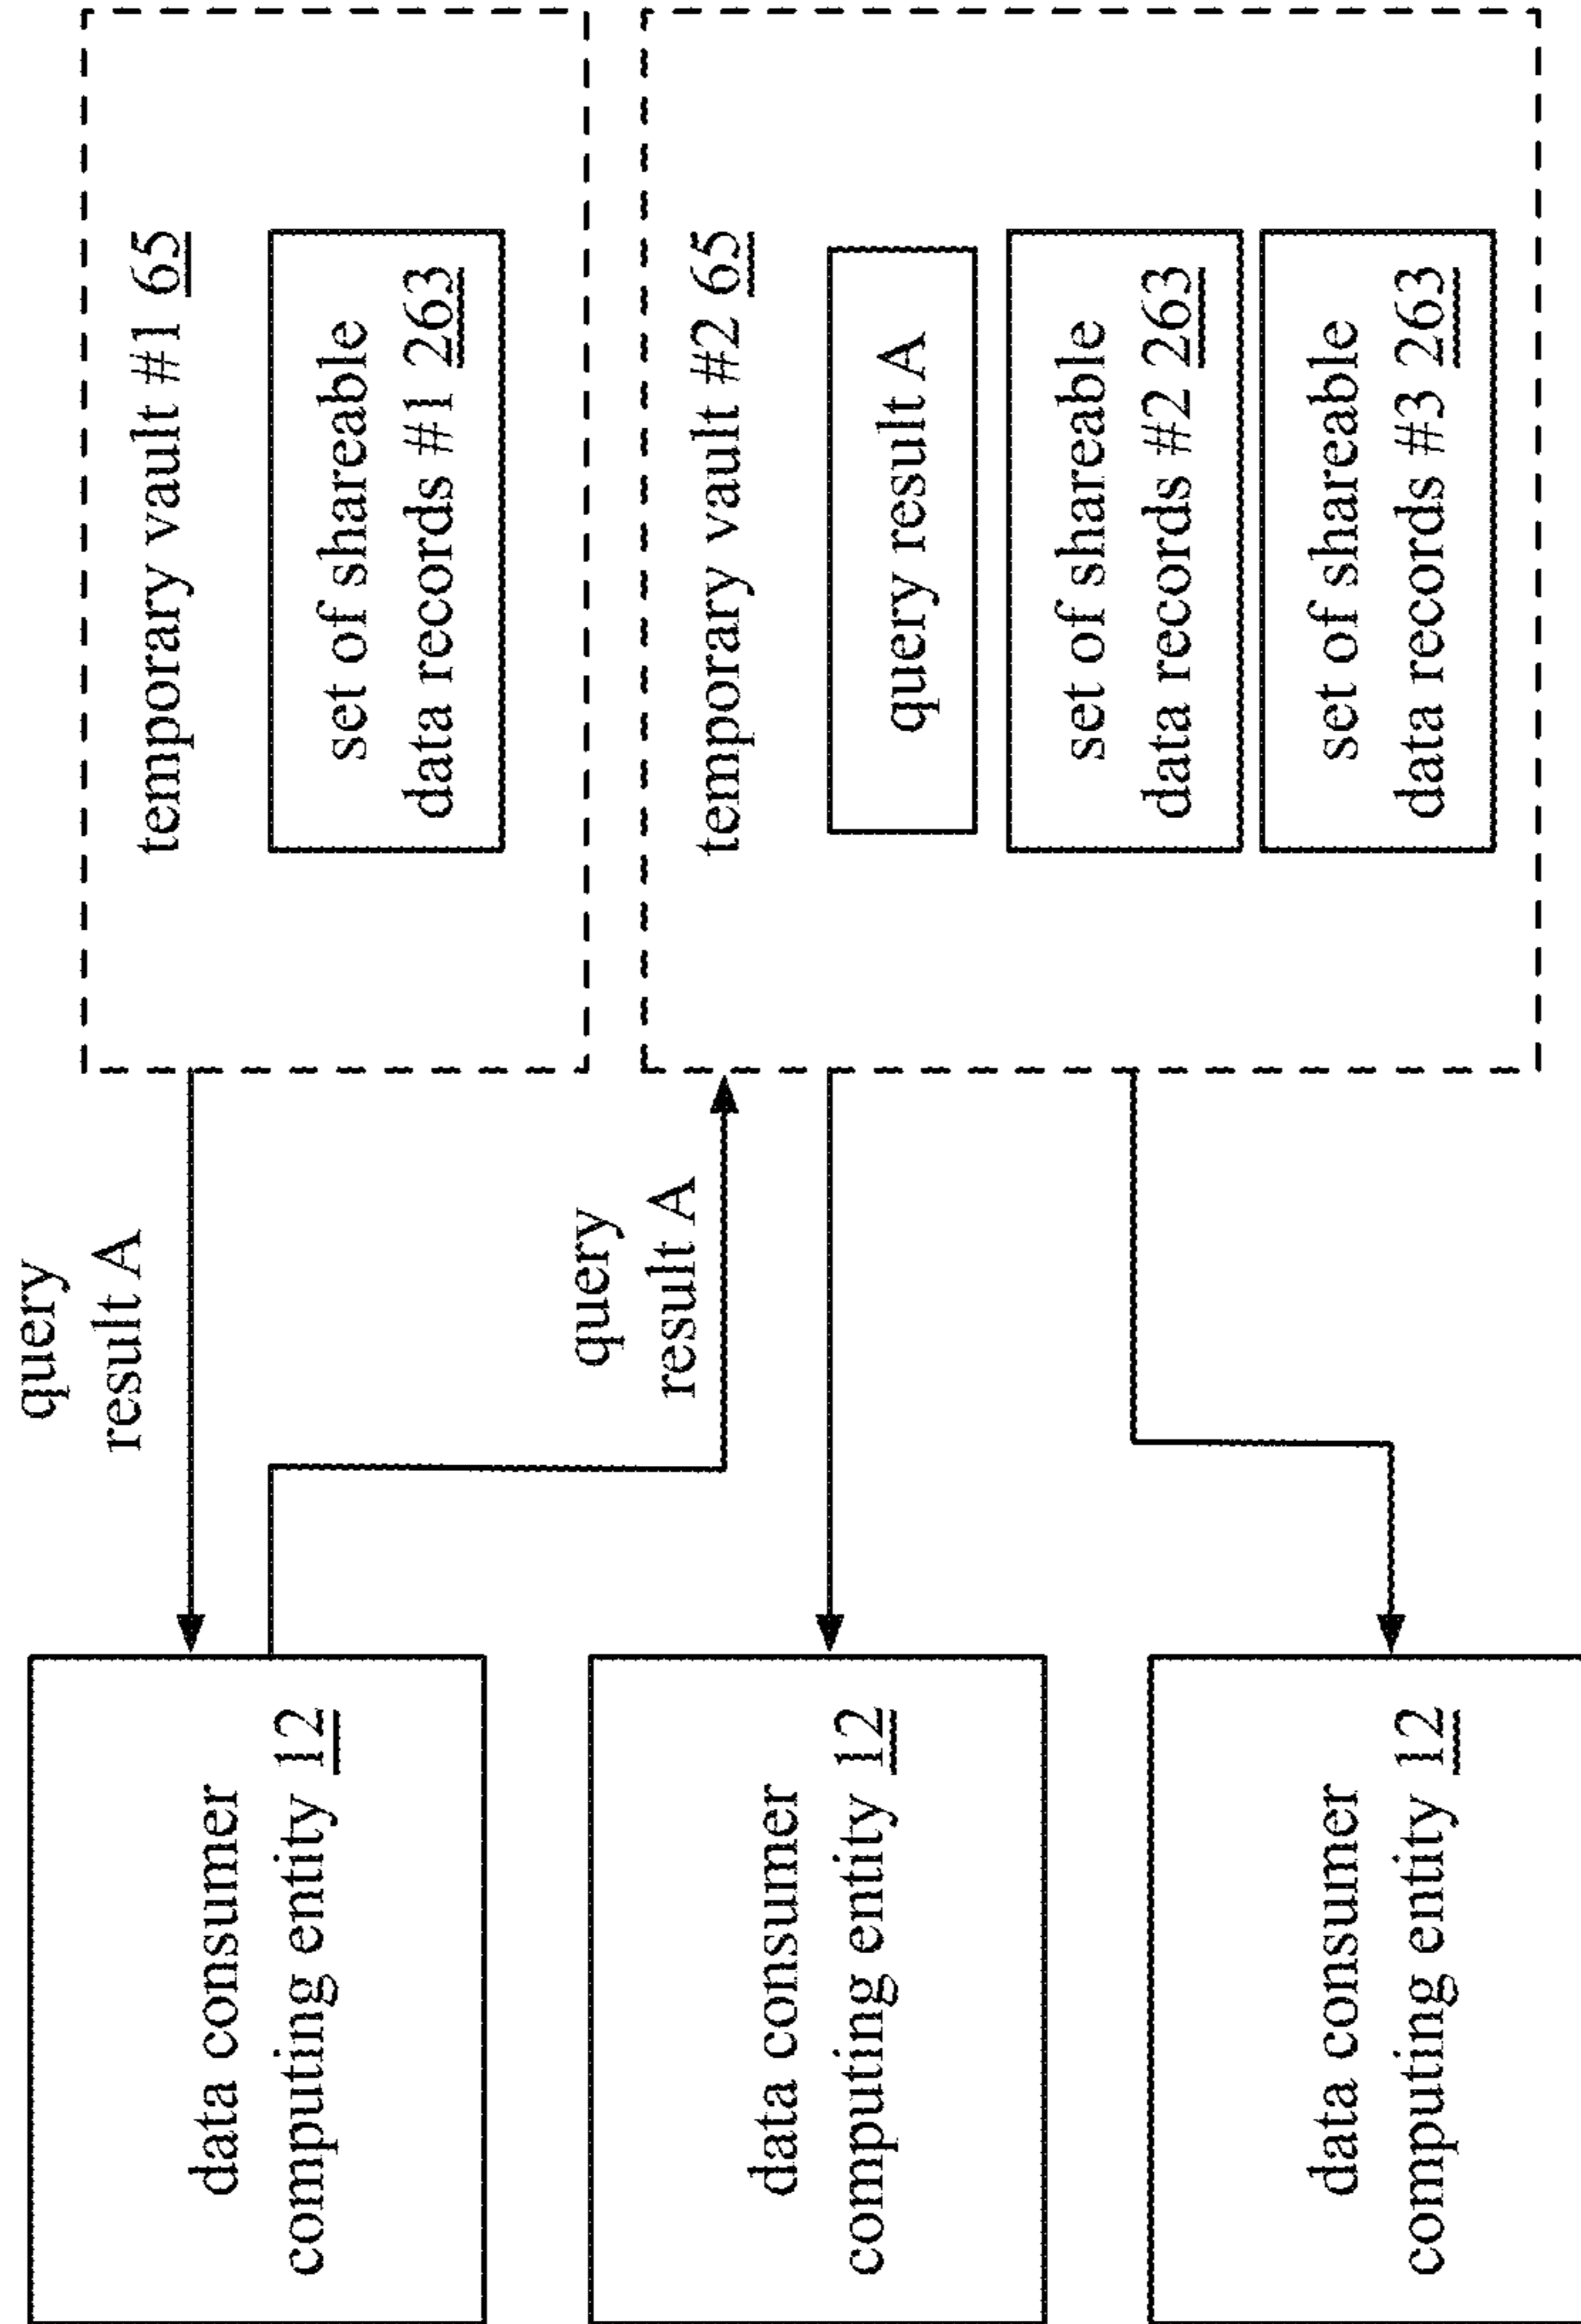 data consumer
computing entity 12
query
result A
temporary vault #1 65
set of shareable
data records #1 263
data consumer
computing entity 12
query
result A
temporary vault #2 65
query result A
set of shareable
data records #2 263
set of shareable
data records #3 263
data consumer
computing entity 12